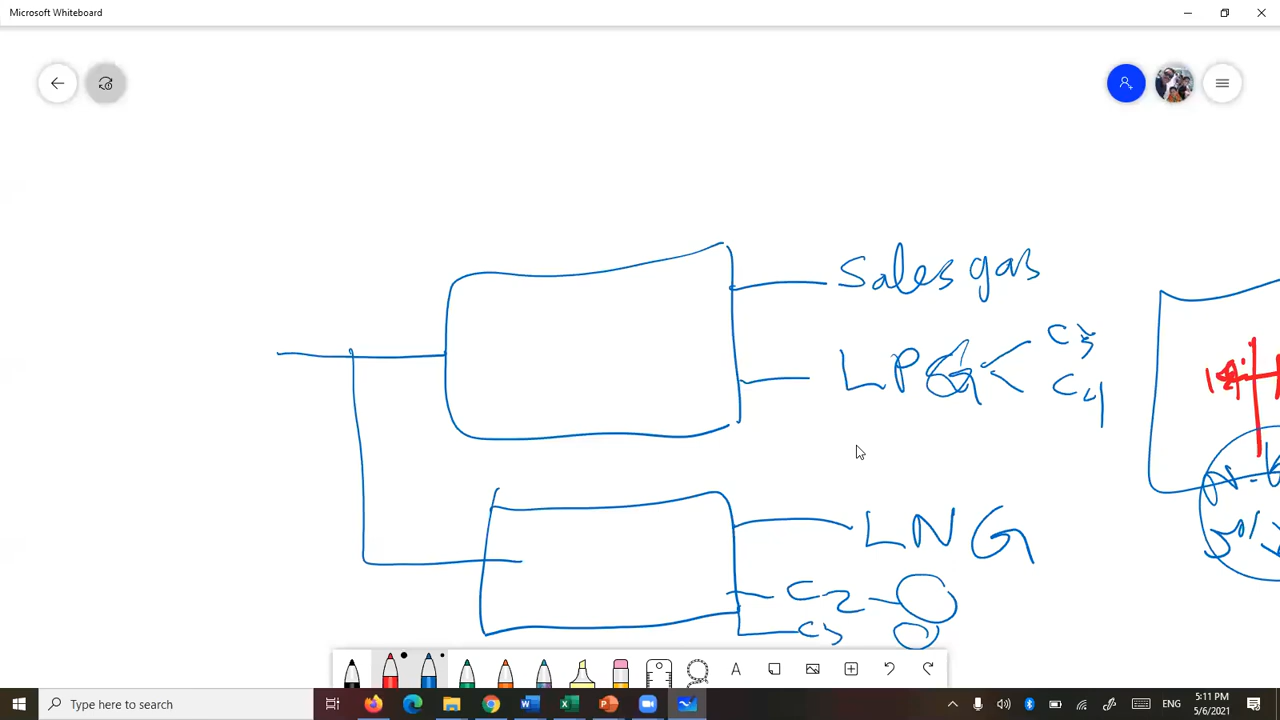 Microsoft Whiteboard
Sales gas
LPG
C3
C4
LNG
C2
C3
A
Type here to search
ENG
5:11 PM
5/6/2021